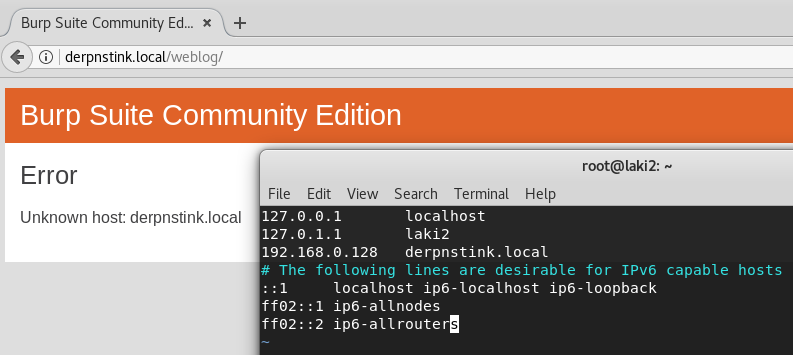 Burp Suite Community Ed... × +
derpnstink.local/weblog/
Burp Suite Community Edition
Error
Unknown host: derpnstink.local
root@laki2: ~
File Edit View Search Terminal Help
127.0.0.1       localhost
127.0.1.1       laki2
192.168.0.128   derpnstink.local
# The following lines are desirable for IPv6 capable hosts
::1     localhost ip6-localhost ip6-loopback
ff02::1 ip6-allnodes
ff02::2 ip6-allrouters
~